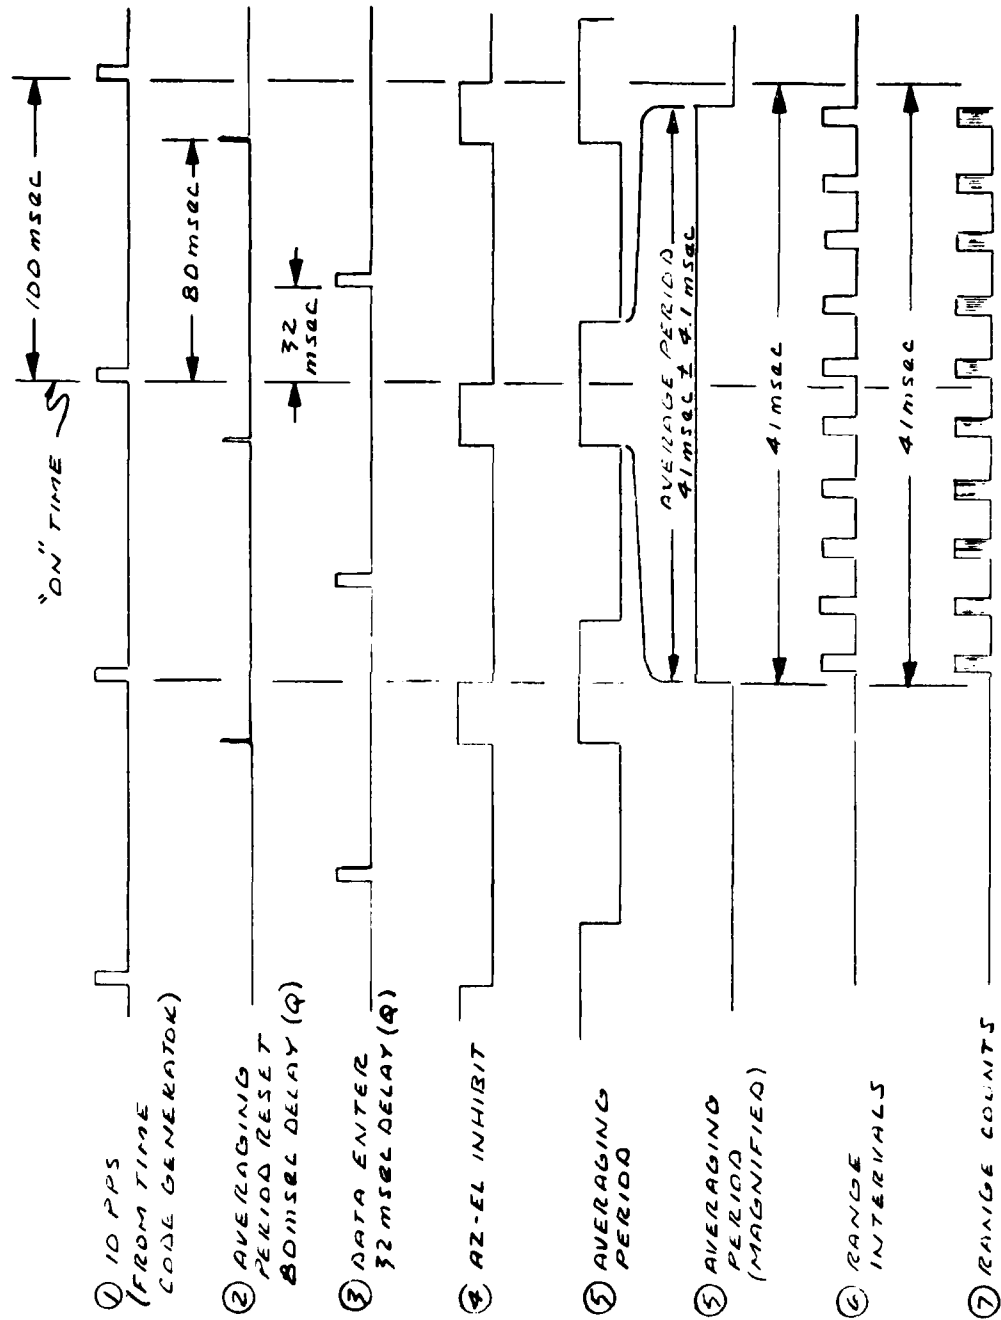 "ON" TIME
100 msec
80 msec
32
msec
AVERAGE PERIOD
41 msec ± 4.1 msec
41 msec
41 msec
① 10 PPS
(FROM TIME
CODE GENERATOR)
② AVERAGING
PERIOD RESET
80 msec DELAY (Q)
③ DATA ENTER
32 msec DELAY (Q)
④ AZ-EL INHIBIT
⑤ AVERAGING
PERIOD
⑤ AVERAGING
PERIOD
(MAGNIFIED)
⑥ RANGE
INTERVALS
⑦ RANGE COUNTS